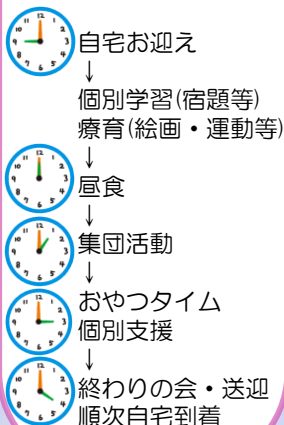 自宅お迎え
↓
個別学習(宿題等)
療育(絵画・運動等)
↓
昼食
↓
集団活動
↓
おやつタイム
個別支援
↓
終わりの会・送迎
順次自宅到着